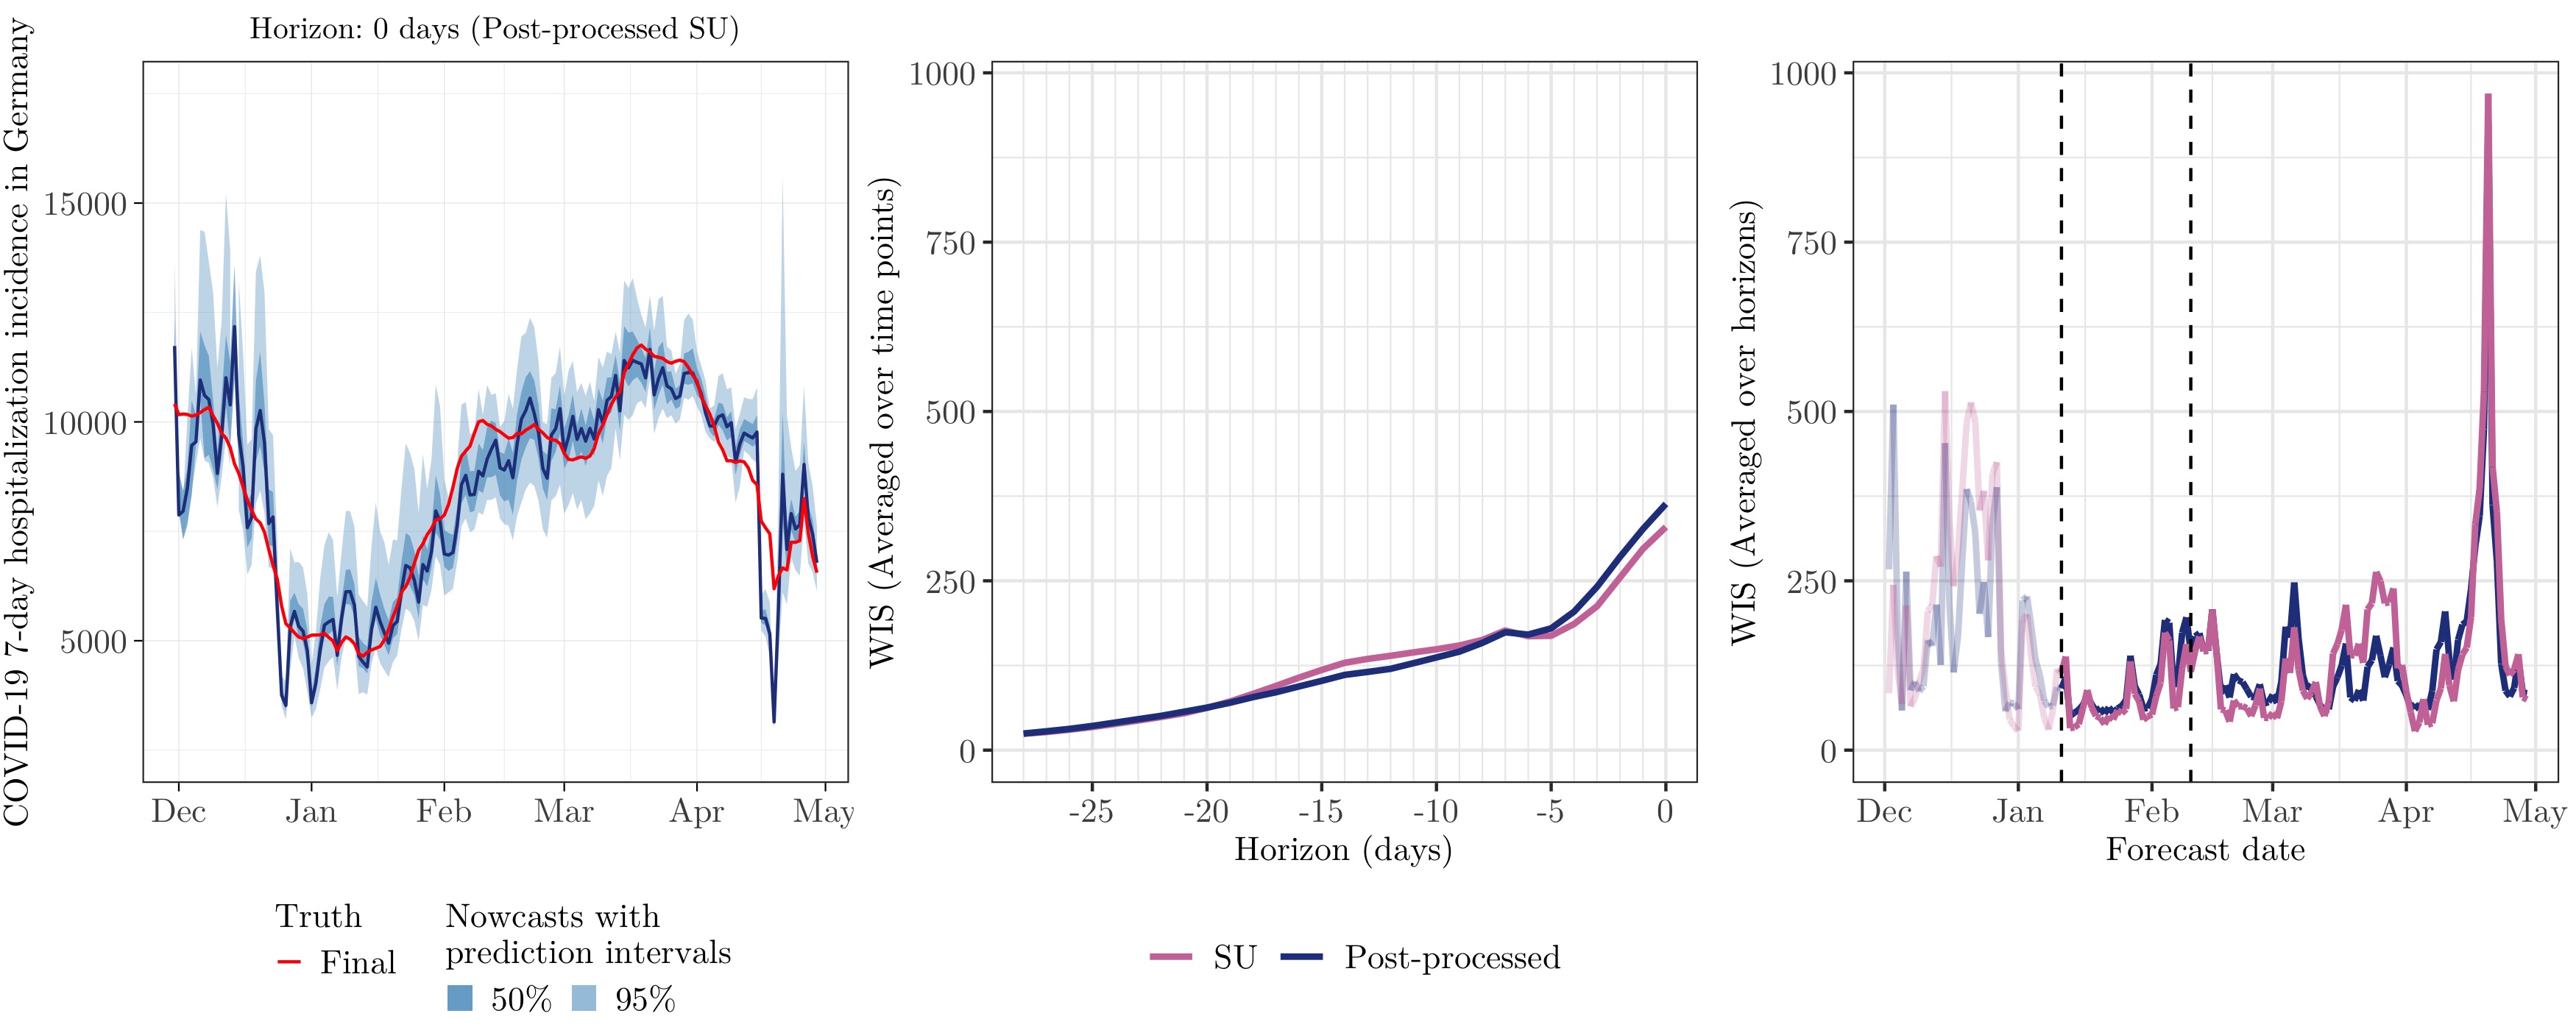 Horizon: 0 days (Post-processed SU)
COVID-19 7-day hospitalization incidence in Germany
15000
10000
5000
Dec Jan Feb Mar Apr May
Truth
Final
Nowcasts with
prediction intervals
50% 95%
WIS (Averaged over time points)
1000
750
500
250
0
-25 -20 -15 -10 -5 0
Horizon (days)
SU Post-processed
WIS (Averaged over horizons)
1000
750
500
250
0
Dec Jan Feb Mar Apr May
Forecast date